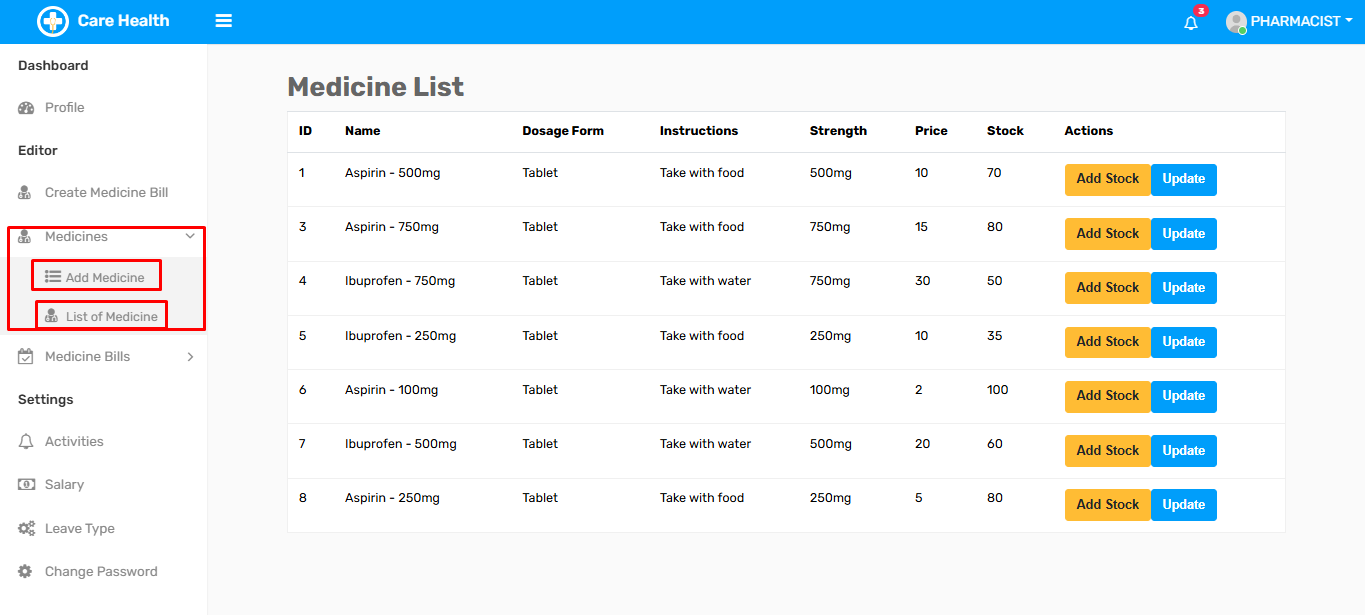 Care Health
3
PHARMACIST
Dashboard
Profile
Editor
Create Medicine Bill
Medicines
Add Medicine
List of Medicine
Medicine Bills
Settings
Activities
Salary
Leave Type
Change Password
Medicine List
ID Name Dosage Form Instructions Strength Price Stock Actions
1 Aspirin - 500mg Tablet Take with food 500mg 10 70 Add Stock Update
3 Aspirin - 750mg Tablet Take with food 750mg 15 80 Add Stock Update
4 Ibuprofen - 750mg Tablet Take with water 750mg 30 50 Add Stock Update
5 Ibuprofen - 250mg Tablet Take with food 250mg 10 35 Add Stock Update
6 Aspirin - 100mg Tablet Take with water 100mg 2 100 Add Stock Update
7 Ibuprofen - 500mg Tablet Take with water 500mg 20 60 Add Stock Update
8 Aspirin - 250mg Tablet Take with food 250mg 5 80 Add Stock Update